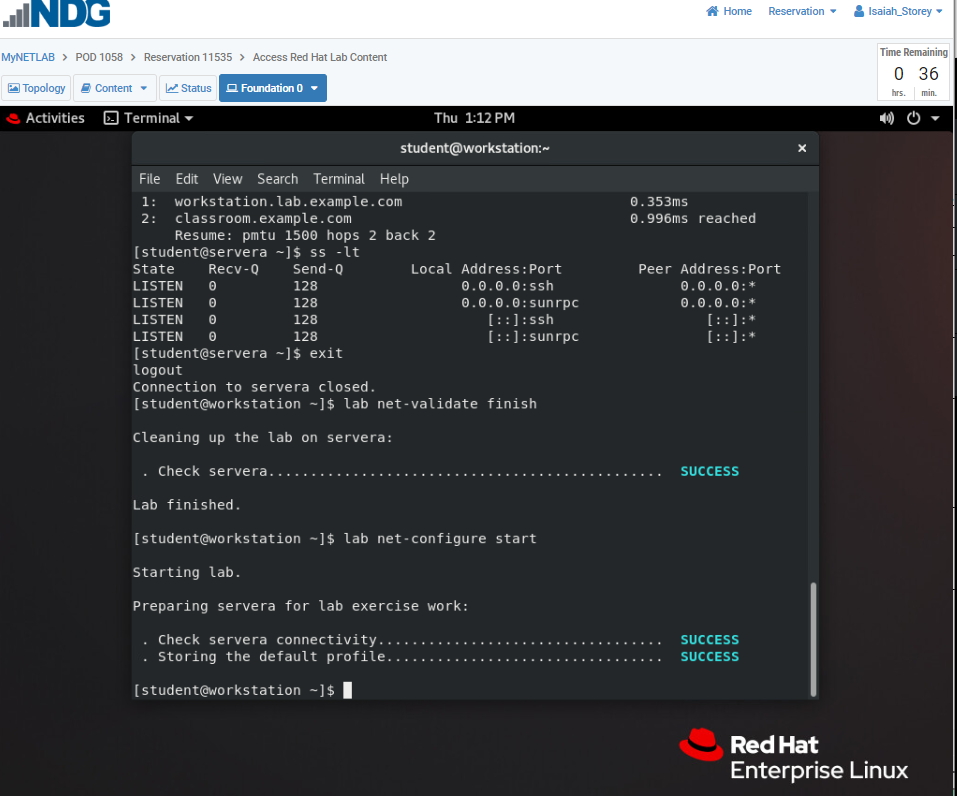 NDG
Home Reservation Isaiah_Storey
MyNETLAB > POD 1058 > Reservation 11535 > Access Red Hat Lab Content
Time Remaining
0 36
hrs. min.
Topology Content Status Foundation 0
Activities Terminal Thu 1:12 PM
student@workstation:~ ×
File Edit View Search Terminal Help
 1:  workstation.lab.example.com                           0.353ms
 2:  classroom.example.com                                 0.996ms reached
     Resume: pmtu 1500 hops 2 back 2
[student@servera ~]$ ss -lt
State    Recv-Q    Send-Q        Local Address:Port         Peer Address:Port
LISTEN   0         128                 0.0.0.0:ssh               0.0.0.0:*
LISTEN   0         128                 0.0.0.0:sunrpc            0.0.0.0:*
LISTEN   0         128                    [::]:ssh                  [::]:*
LISTEN   0         128                    [::]:sunrpc               [::]:*
[student@servera ~]$ exit
logout
Connection to servera closed.
[student@workstation ~]$ lab net-validate finish
Cleaning up the lab on servera:
 . Check servera...............................................  SUCCESS
Lab finished.
[student@workstation ~]$ lab net-configure start
Starting lab.
Preparing servera for lab exercise work:
 . Check servera connectivity..................................  SUCCESS
 . Storing the default profile.................................  SUCCESS
[student@workstation ~]$
Red Hat
Enterprise Linux